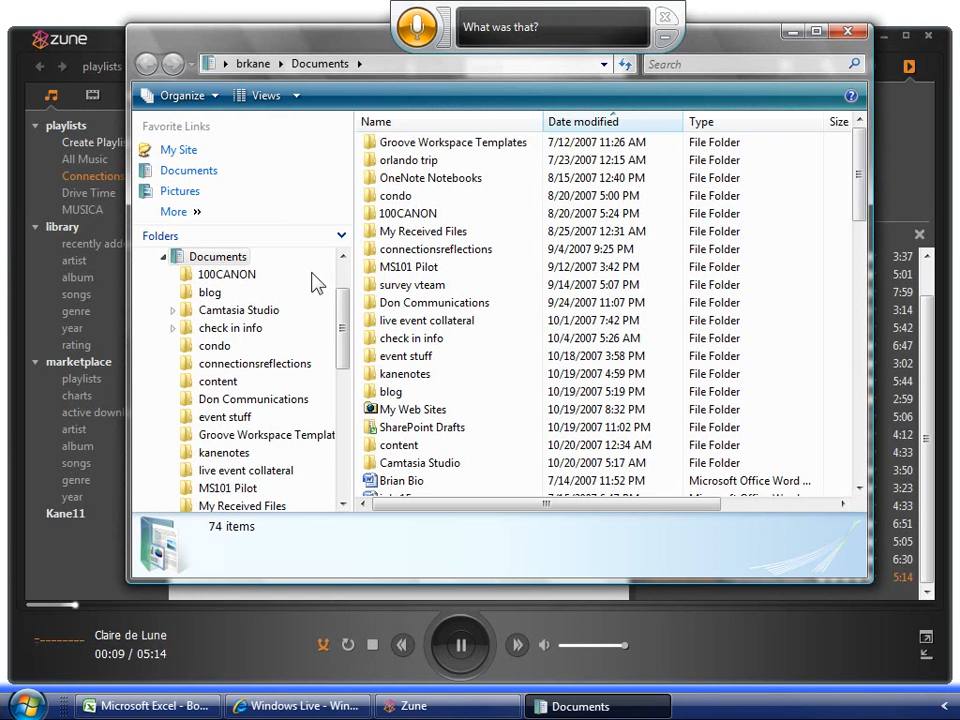 What was that?
zune
playlists
brkane Documents
Search
Organize Views
Favorite Links
My Site
Documents
Pictures
More »
Folders
Documents
100CANON
blog
Camtasia Studio
check in info
condo
connectionsreflections
content
Don Communications
event stuff
Groove Workspace Templat
kanenotes
live event collateral
MS101 Pilot
My Received Files
Name Date modified Type Size
Groove Workspace Templates 7/12/2007 11:26 AM File Folder
orlando trip 7/23/2007 12:15 AM File Folder
OneNote Notebooks 8/15/2007 12:40 PM File Folder
condo 8/20/2007 5:00 PM File Folder
100CANON 8/20/2007 5:24 PM File Folder
My Received Files 8/25/2007 12:31 AM File Folder
connectionsreflections 9/4/2007 9:25 PM File Folder
MS101 Pilot 9/12/2007 3:42 PM File Folder
survey vteam 9/14/2007 5:07 PM File Folder
Don Communications 9/24/2007 11:07 PM File Folder
live event collateral 10/1/2007 7:42 PM File Folder
check in info 10/4/2007 5:26 AM File Folder
event stuff 10/18/2007 3:58 PM File Folder
kanenotes 10/19/2007 4:59 PM File Folder
blog 10/19/2007 5:19 PM File Folder
My Web Sites 10/19/2007 8:32 PM File Folder
SharePoint Drafts 10/19/2007 11:02 PM File Folder
content 10/20/2007 12:34 AM File Folder
Camtasia Studio 10/20/2007 5:17 AM File Folder
Brian Bio 7/14/2007 11:52 PM Microsoft Office Word ...
74 items
playlists
Create Playli
All Music
Connections
Drive Time
MUSICA
library
recently adde
artist
album
songs
genre
year
rating
marketplace
playlists
charts
active downl
artist
album
songs
genre
year
Kane11
3:37
5:01
7:59
3:14
5:42
6:47
3:02
5:44
2:59
5:06
4:12
4:33
3:50
3:23
4:33
6:51
5:05
6:30
5:14
Claire de Lune
00:09 / 05:14
Microsoft Excel - Bo... Windows Live - Win... Zune Documents